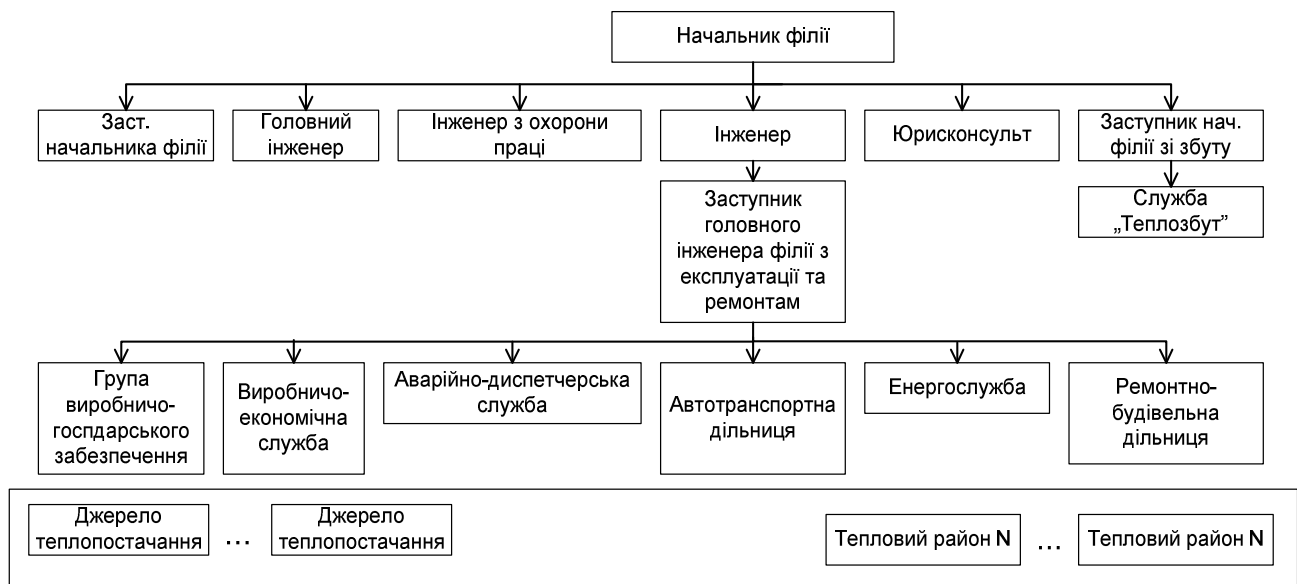 Начальник філії
Заст.
начальника філії
Головний
інженер
Інженер з охорони
праці
Інженер
Юрисконсульт
Заступник нач.
філії зі збуту
Заступник
головного
інженера філії з
експлуатації та
ремонтам
Служба
„Теплозбут”
Група
виробничо-
госпдарського
забезпечення
Виробничо-
економічна
служба
Аварійно-диспетчерська
служба
Автотранспортна
дільниця
Енергослужба
Ремонтно-
будівельна
дільниця
Джерело
теплопостачання
...
Джерело
теплопостачання
Тепловий район N
...
Тепловий район N